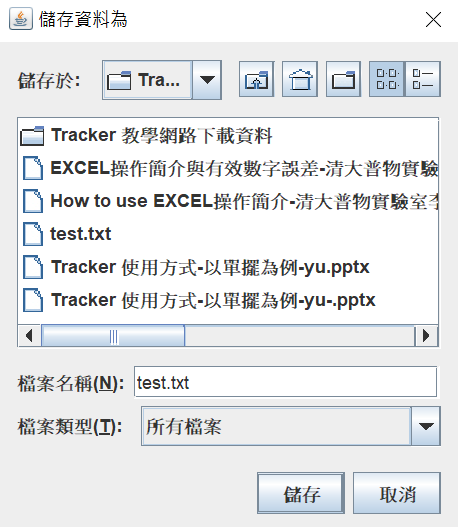 儲存資料為
儲存於： Tra...
Tracker 教學網路下載資料
EXCEL操作簡介與有效數字誤差-清大普物實驗
How to use EXCEL操作簡介-清大普物實驗室李
test.txt
Tracker 使用方式-以單擺為例-yu.pptx
Tracker 使用方式-以單擺為例-yu-.pptx
檔案名稱(N)： test.txt
檔案類型(T)： 所有檔案
儲存 取消